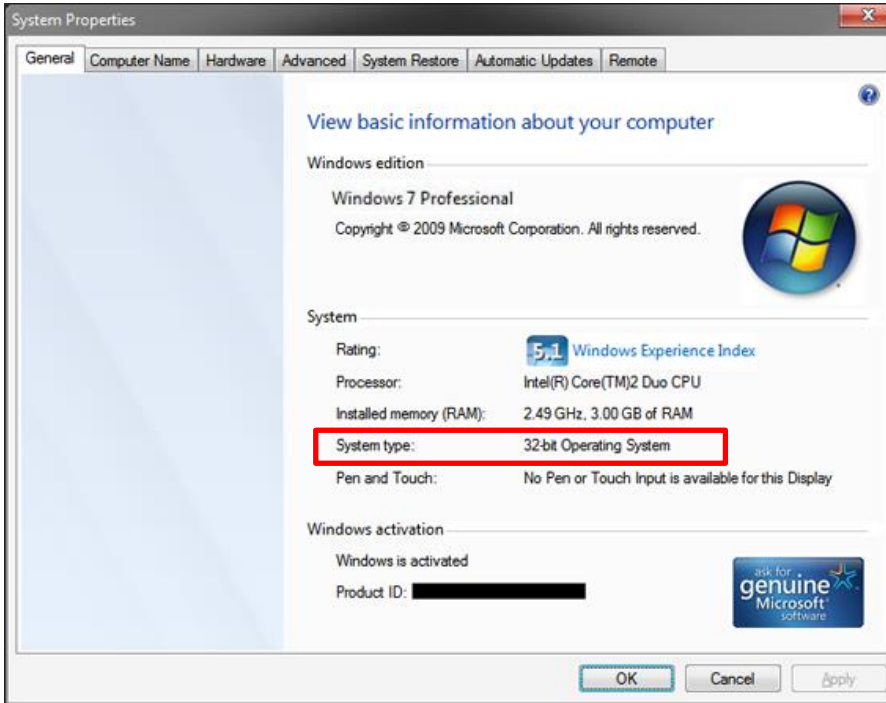 System Properties
General Computer Name Hardware Advanced System Restore Automatic Updates Remote
View basic information about your computer
Windows edition
Windows 7 Professional
Copyright © 2009 Microsoft Corporation. All rights reserved.
System
Rating: 5,1 Windows Experience Index
Processor: Intel(R) Core(TM)2 Duo CPU
Installed memory (RAM): 2.49 GHz, 3.00 GB of RAM
System type: 32-bit Operating System
Pen and Touch: No Pen or Touch Input is available for this Display
Windows activation
Windows is activated
Product ID:
ask for
genuine
Microsoft
software
OK Cancel Apply